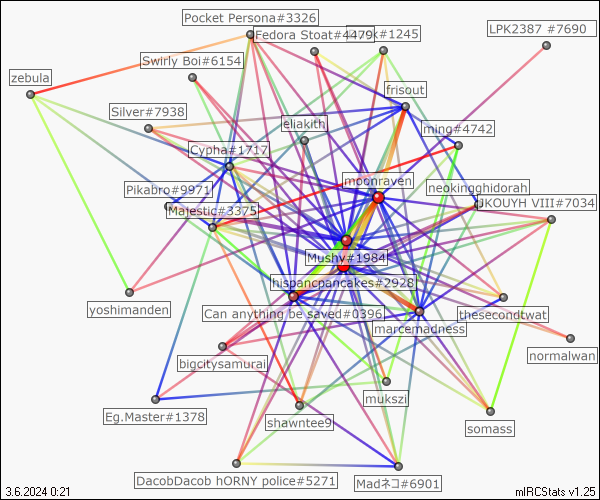 Pocket Persona#3326
LPK2387 #7690
Fedora Stoat#4479
#1245
Swirly Boi#6154
zebula
frisout
Silver#7938
eliakith
ming#4742
Cypha#1717
moonraven
Pikabro#9971
neokingghidorah
JKOUYH VIII#7034
Majestic#3375
Mushy#1984
hispancpancakes#2928
yoshimanden
Can anything be saved#0396
thesecondtwat
marcemadness
bigcitysamurai
normalwan
mukszi
Eg.Master#1378
shawntee9
somass
DacobDacob hORNY police#5271
Madネコ#6901
3.6.2024 0:21
mIRCStats v1.25